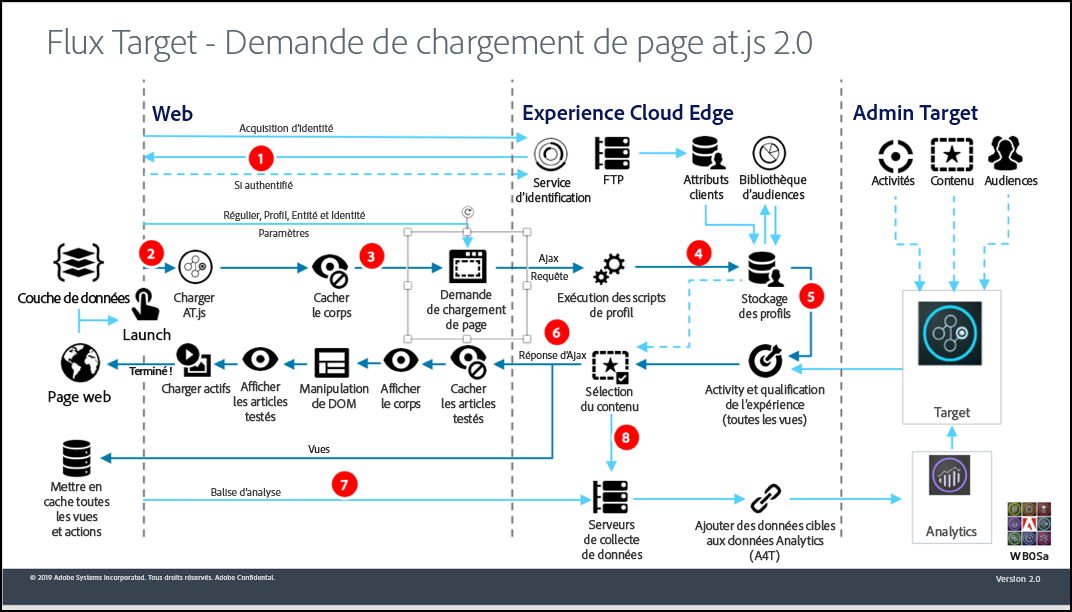 Flux Target - Demande de chargement de page at.js 2.0
Web
Experience Cloud Edge
Admin Target
Acquisition d'identité
1
Si authentifié
Service
d'identification
FTP
Attributs
clients
Bibliothèque
d'audiences
Activités
Contenu
Audiences
Régulier, Profil, Entité et Identité
Paramètres
2
3
4
5
Couche de données
Launch
Charger
AT.js
Cacher
le corps
Demande
de chargement
de page
Ajax
Requête
Exécution des scripts
de profil
Stockage
des profils
6
Réponse d'Ajax
Page web
Terminé !
Charger actifs
Afficher
les articles
testés
Manipulation
de DOM
Afficher
le corps
Cacher
les articles
testés
Sélection
du contenu
Activity et qualification
de l'expérience
(toutes les vues)
Target
8
Vues
Mettre en
cache toutes
les vues
et actions
7
Balise d'analyse
Serveurs
de collecte
de données
Ajouter des données cibles
aux données Analytics
(A4T)
Analytics
WBOSa
© 2019 Adobe Systems Incorporated. Tous droits réservés. Adobe Confidential.
Version 2.0